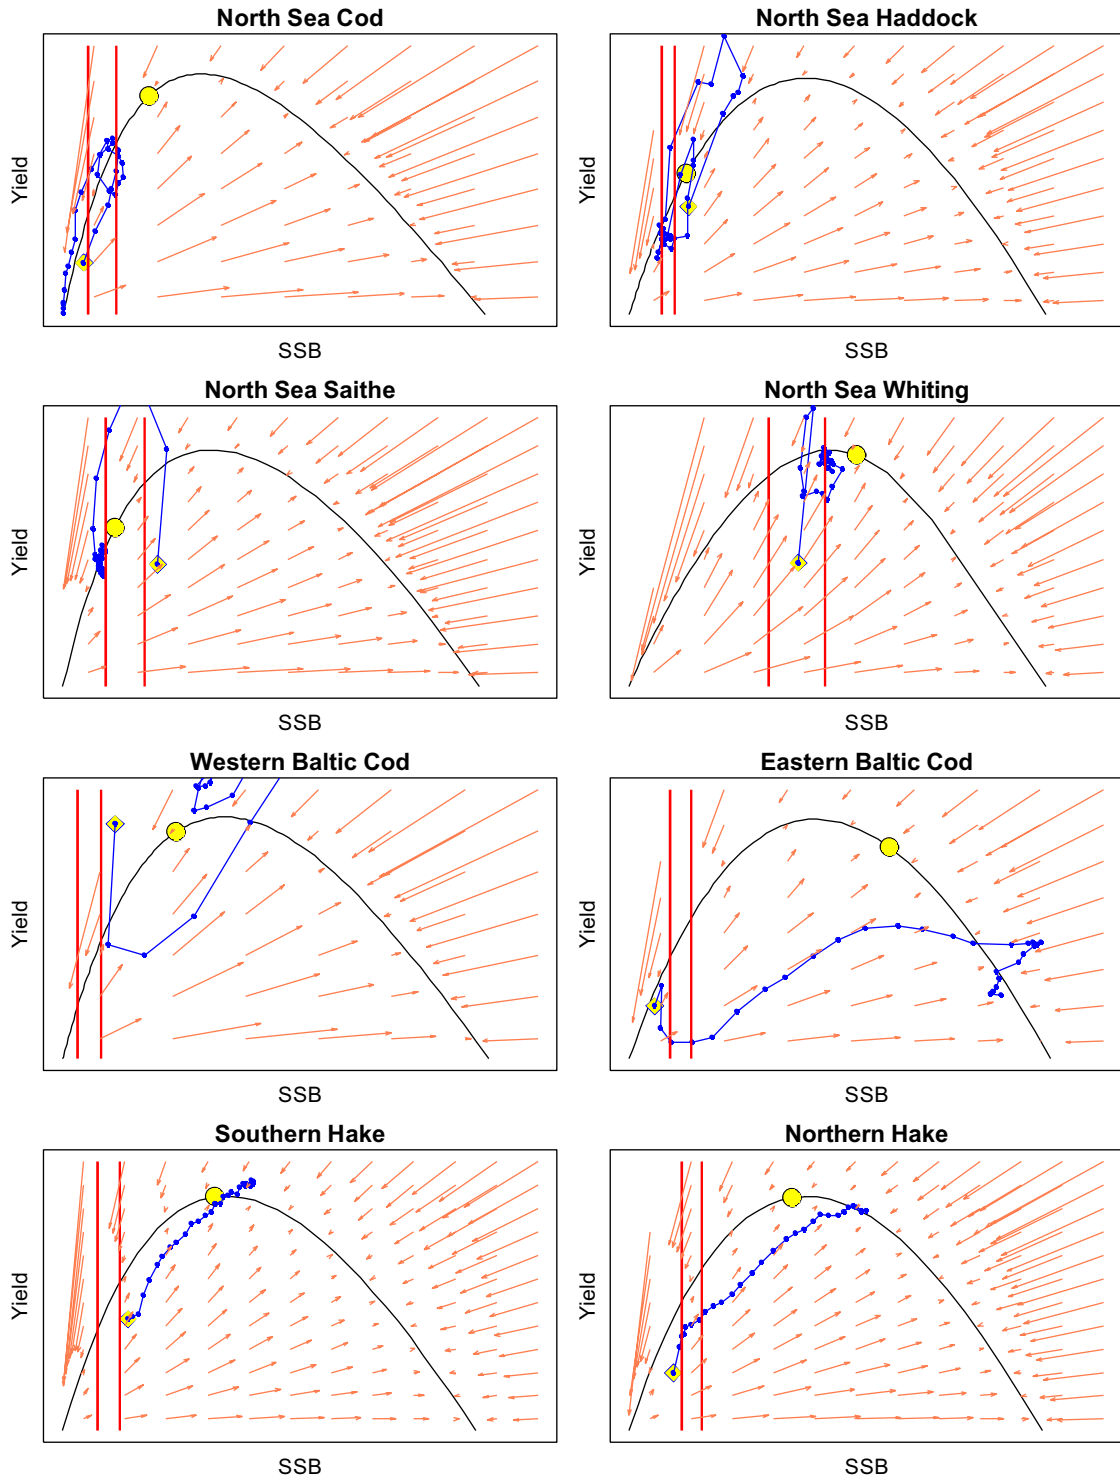 North Sea Cod
North Sea Haddock
Yield
Yield
SSB
SSB
North Sea Saithe
North Sea Whiting
Yield
Yield
SSB
SSB
Western Baltic Cod
Eastern Baltic Cod
Yield
Yield
SSB
SSB
Southern Hake
Northern Hake
Yield
Yield
SSB
SSB